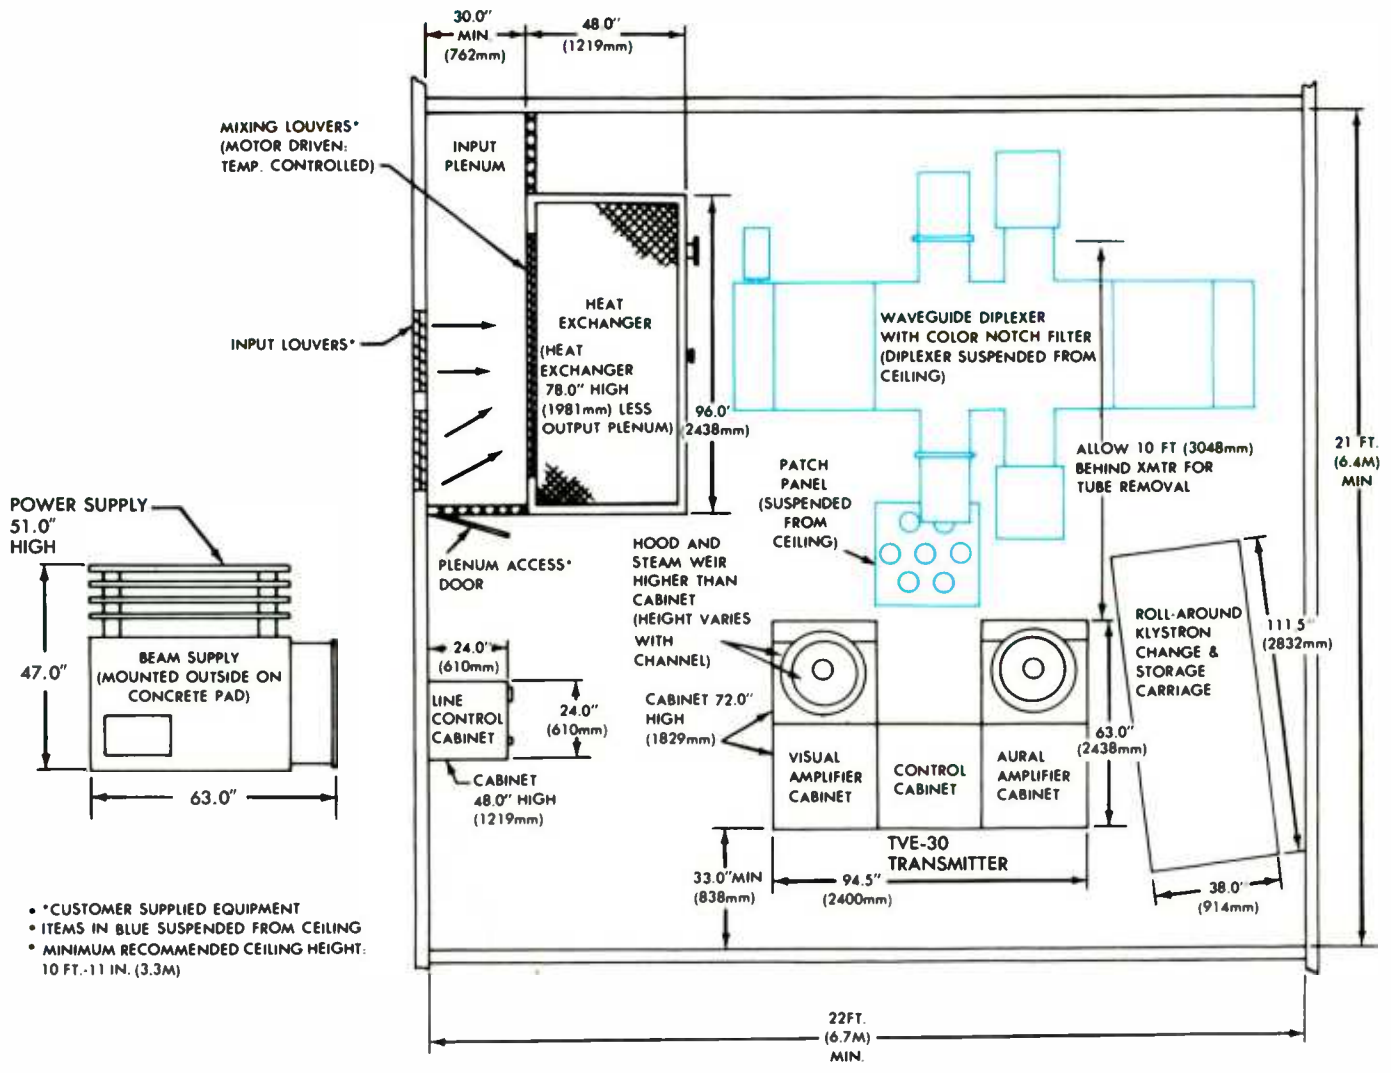 30.0"
MIN.
(762mm)
48.0"
(1219mm)
MIXING LOUVERS*
(MOTOR DRIVEN:
TEMP. CONTROLLED)
INPUT
PLENUM
INPUT LOUVERS*
HEAT
EXCHANGER
(HEAT
EXCHANGER
78.0" HIGH
(1981mm) LESS
OUTPUT PLENUM)
96.0'
(2438mm)
WAVEGUIDE DIPLEXER
WITH COLOR NOTCH FILTER
(DIPLEXER SUSPENDED FROM
CEILING)
ALLOW 10 FT (3048mm)
BEHIND XMTR FOR
TUBE REMOVAL
21 FT.
(6.4M)
MIN
PATCH
PANEL
(SUSPENDED
FROM
CEILING)
POWER SUPPLY
51.0"
HIGH
47.0"
BEAM SUPPLY
(MOUNTED OUTSIDE ON
CONCRETE PAD)
63.0"
PLENUM ACCESS*
DOOR
HOOD AND
STEAM WEIR
HIGHER THAN
CABINET
(HEIGHT VARIES
WITH
CHANNEL)
24.0"
(610mm)
LINE
CONTROL
CABINET
24.0"
(610mm)
CABINET
48.0" HIGH
(1219mm)
CABINET 72.0"
HIGH
(1829mm)
VISUAL
AMPLIFIER
CABINET
CONTROL
CABINET
AURAL
AMPLIFIER
CABINET
63.0"
(2438mm)
ROLL-AROUND
KLYSTRON
CHANGE &
STORAGE
CARRIAGE
111.5"
(2832mm)
TVE-30
TRANSMITTER
33.0"MIN
(838mm)
94.5"
(2400mm)
38.0"
(914mm)
• *CUSTOMER SUPPLIED EQUIPMENT
* ITEMS IN BLUE SUSPENDED FROM CEILING
* MINIMUM RECOMMENDED CEILING HEIGHT:
10 FT.-11 IN. (3.3M)
22FT.
(6.7M)
MIN.